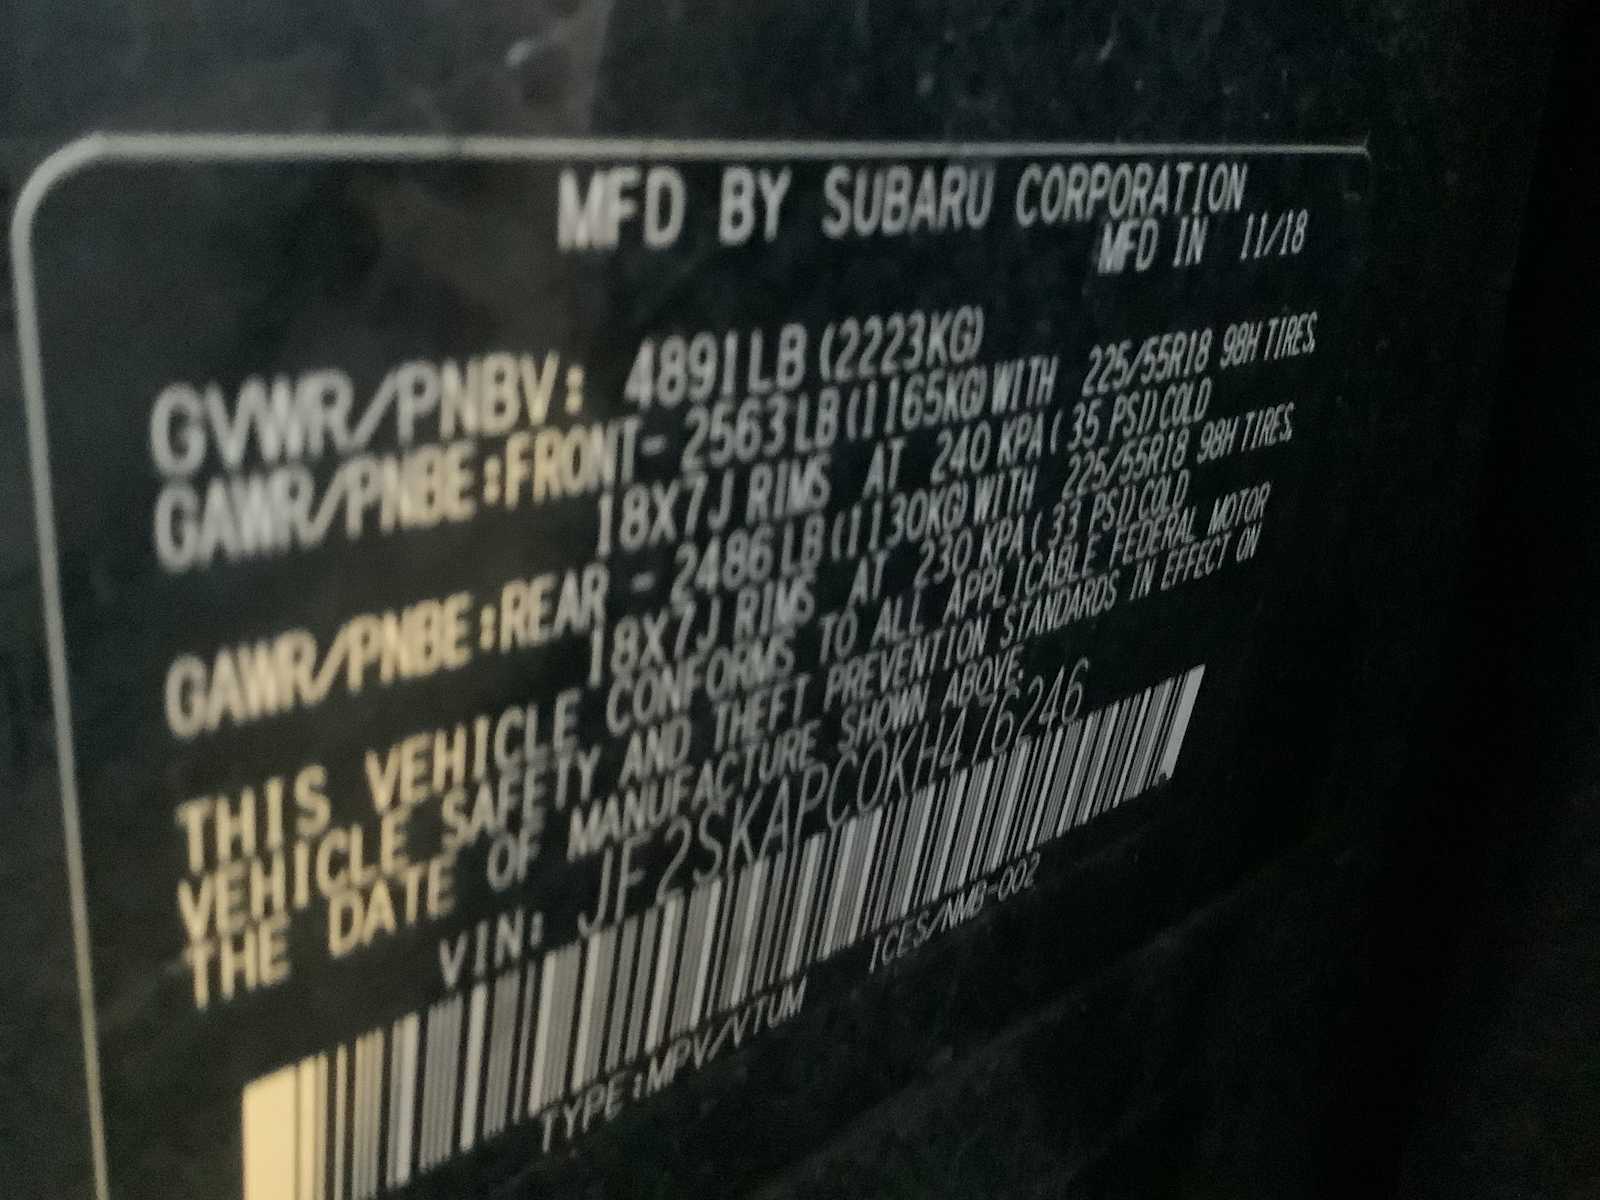 MFD BY SUBARU CORPORATION
MFD IN 11/18
GVWR/PNBV: 4891LB (2223KG)
GAWR/PNBE:FRONT- 2563LB(1165KG)WITH 225/55R18 98H TIRES,
18X7J RIMS AT 240 KPA( 35 PSI)COLD
GAWR/PNBE:REAR - 2486LB(1130KG)WITH 225/55R18 98H TIRES,
18X7J RIMS AT 230 KPA( 33 PSI)COLD
THIS VEHICLE CONFORMS TO ALL APPLICABLE FEDERAL MOTOR
VEHICLE SAFETY AND THEFT PREVENTION STANDARDS IN EFFECT ON
THE DATE OF MANUFACTURE SHOWN ABOVE.
VIN: JF2SKAPC0KH476246
TYPE:MPV/VTUM ICES/NMB-002